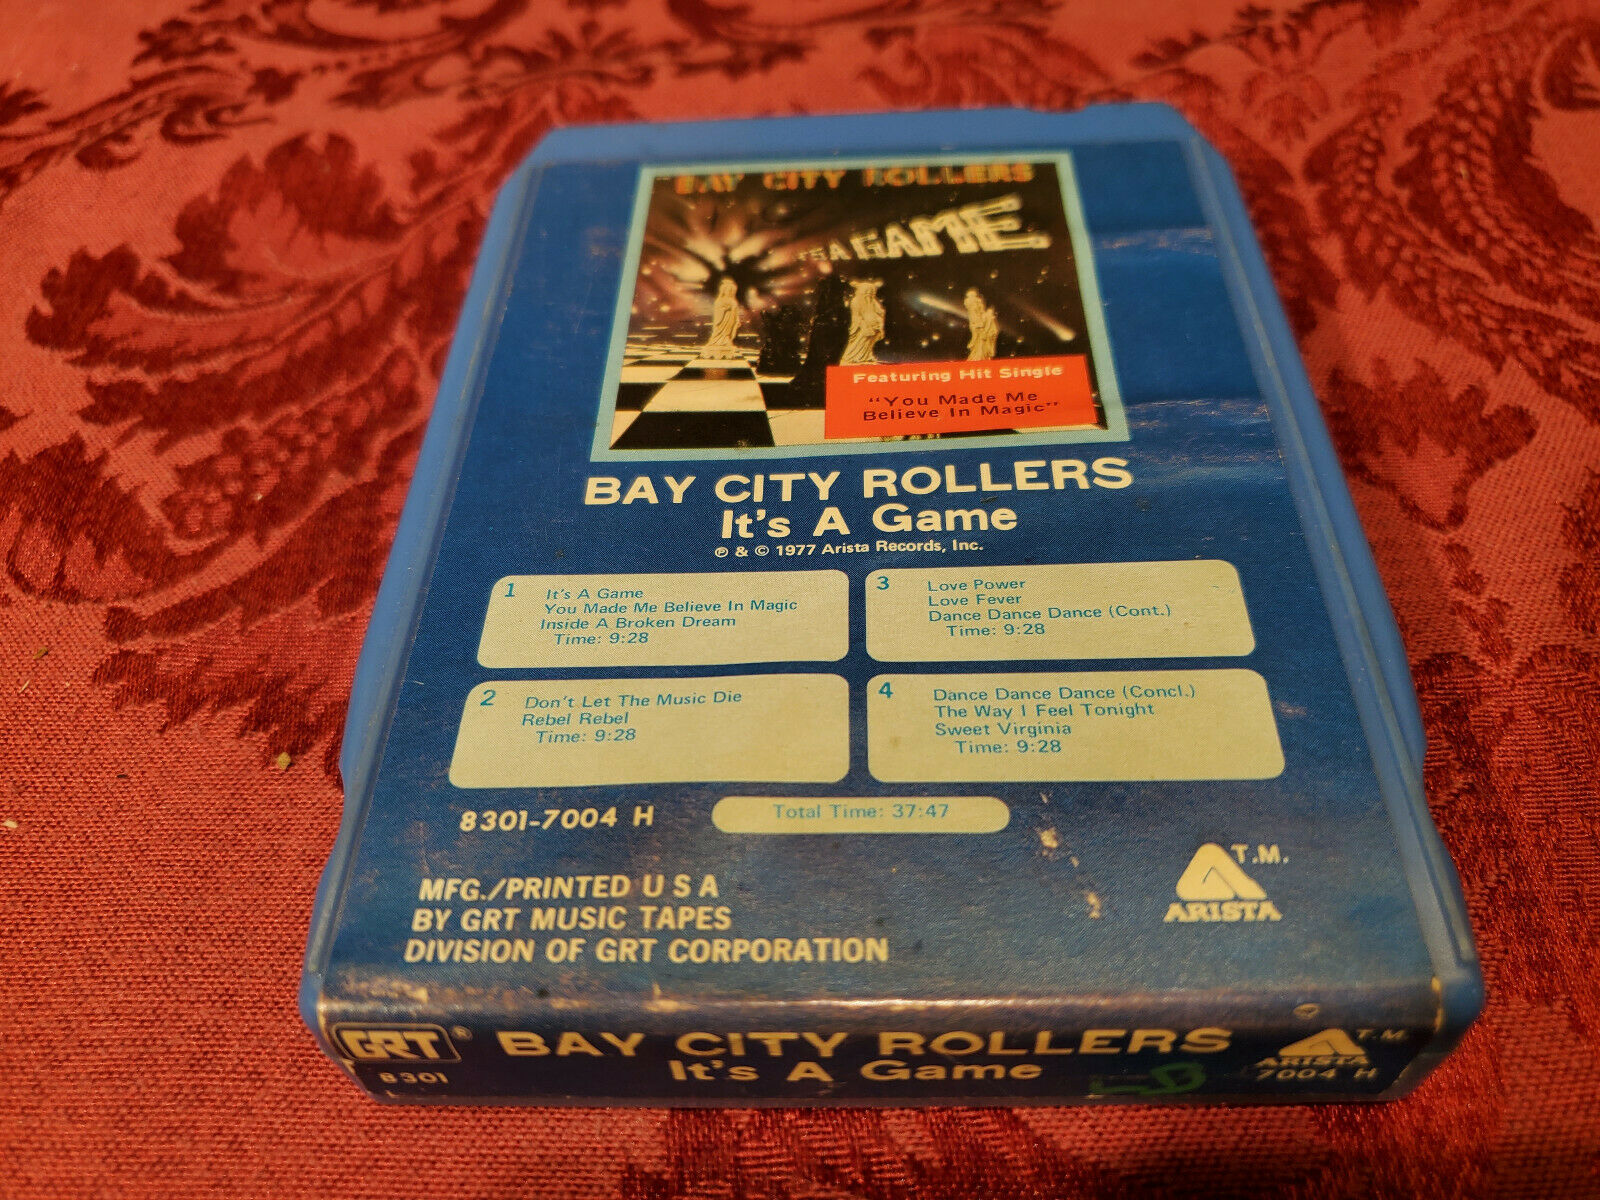 BAY CITY ROLLERS
IT'S A GAME
Featuring Hit Single
"You Made Me
Believe In Magic"
BAY CITY ROLLERS
It's A Game
℗ & © 1977 Arista Records, Inc.
1
It's A Game
You Made Me Believe In Magic
Inside A Broken Dream
Time: 9:28
2
Don't Let The Music Die
Rebel Rebel
Time: 9:28
3
Love Power
Love Fever
Dance Dance Dance (Cont.)
Time: 9:28
4
Dance Dance Dance (Concl.)
The Way I Feel Tonight
Sweet Virginia
Time: 9:28
8301-7004 H
Total Time: 37:47
MFG./PRINTED U S A
BY GRT MUSIC TAPES
DIVISION OF GRT CORPORATION
T.M.
ARISTA
GRT®
8301
BAY CITY ROLLERS
It's A Game
T.M.
ARISTA
7004 H